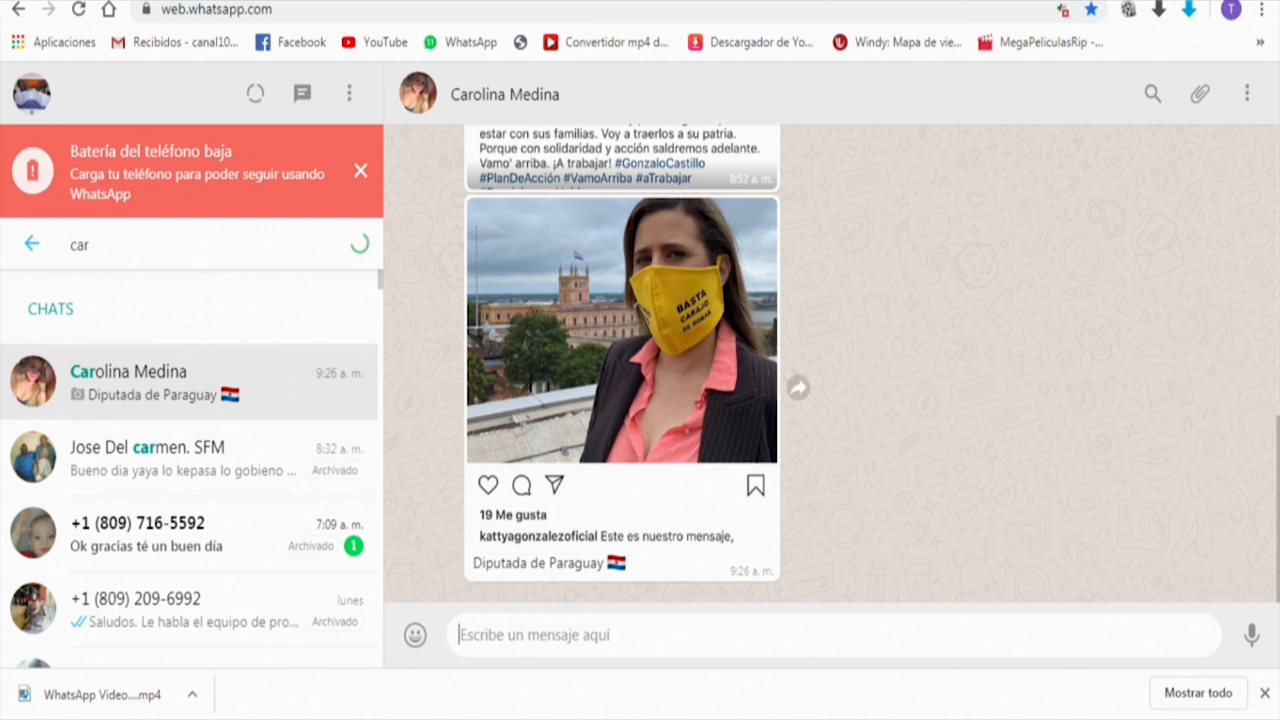 web.whatsapp.com
T
Aplicaciones
Recibidos - canal10...
Facebook
YouTube
WhatsApp
Convertidor mp4 d...
Descargador de Yo...
Windy: Mapa de vie...
MegaPeliculasRip -...
»
Batería del teléfono baja
Carga tu teléfono para poder seguir usando
WhatsApp
car
CHATS
Carolina Medina
9:26 a. m.
Diputada de Paraguay
Jose Del carmen. SFM
8:32 a. m.
Bueno dia yaya lo kepasa lo gobieno ...
Archivado
+1 (809) 716-5592
7:09 a. m.
Ok gracias té un buen día
Archivado
1
+1 (809) 209-6992
lunes
Saludos. Le habla el equipo de pro...
Archivado
Carolina Medina
estar con sus familias. Voy a traerlos a su patria.
Porque con solidaridad y acción saldremos adelante.
Vamo' arriba. ¡A trabajar! #GonzaloCastillo
#PlanDeAcción #VamoArriba #aTrabajar
8:52 a. m.
BASTA
CARAJO
DE ROBAR
19 Me gusta
kattyagonzalezoficial Este es nuestro mensaje,
Diputada de Paraguay
9:26 a. m.
Escribe un mensaje aquí
WhatsApp Video....mp4
Mostrar todo